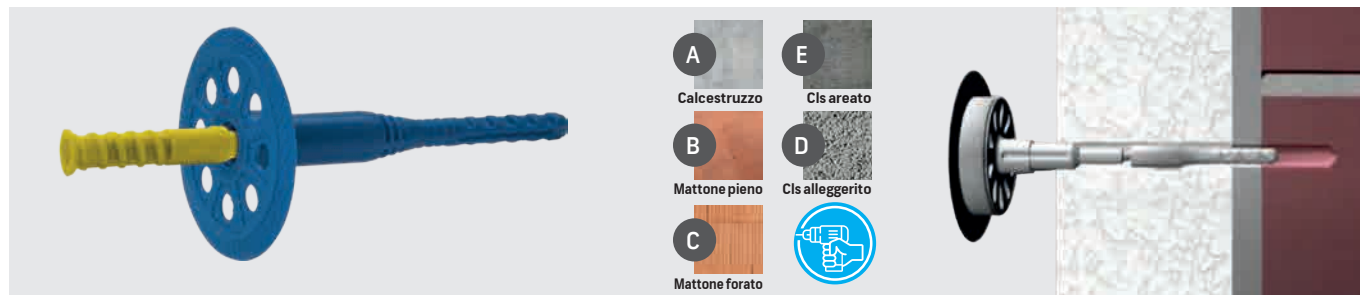 A
Calcestruzzo
E
Cls areato
B
Mattone pieno
D
Cls alleggerito
C
Mattone forato